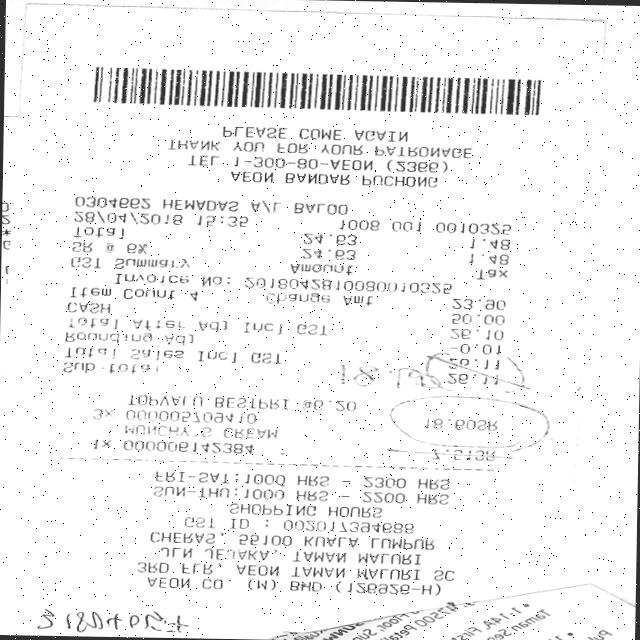 AEON CO. (M) BHD (126926-H)
3RD FLR, AEON TAMAN MALURI SC
JLN JEJAKA, TAMAN MALURI
CHERAS, 55100 KUALA LUMPUR
GST ID : 002017394688
SHOPPING HOURS
SUN-THU:1000 HRS - 2200 HRS
FRI-SAT:1000 HRS - 2300 HRS
1x 000006142384 7.51SR
MUNCHY S CREAM
3x 000005709410 18.60SR
TOPVALU BESTPRI @6.20
Sub-total 26.11
Total Sales Incl GST 26.11
Rounding Adj -0.01
Total After Adj Incl GST 26.10
CASH 50.00
Item Count 4 Change Amt 23.90
Invoice No: 2018042810080010325
GST Summary Amount Tax
SR @ 6% 24.63 1.48
Total 24.63 1.48
28/04/2018 15:35 1008 001 0010325
0304662 HEMADAS A/L BALOO
AEON BANDAR PUCHONG
TEL 1-300-80-AEON (2366)
THANK YOU FOR YOUR PATRONAGE
PLEASE COME AGAIN